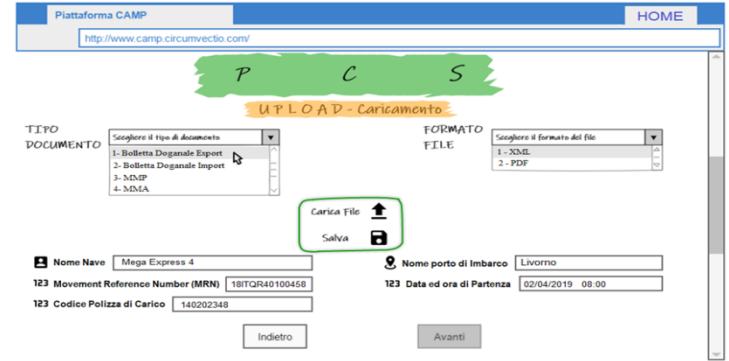 Piattaforma CAMP
HOME
http://www.camp.circumvectio.com/
P C S
UPLOAD - Caricamento
TIPO DOCUMENTO
Scegliere il tipo di documento
1- Bolletta Doganale Export
2- Bolletta Doganale Import
3- MMP
4- MMA
FORMATO FILE
Scegliere il formato del file
1 - XML
2 - PDF
Carica File
Salva
Nome Nave Mega Express 4
Nome porto di Imbarco Livorno
123 Movement Reference Number (MRN) 18ITQR40100458
123 Data ed ora di Partenza 02/04/2019 08:00
123 Codice Polizza di Carico 140202348
Indietro
Avanti